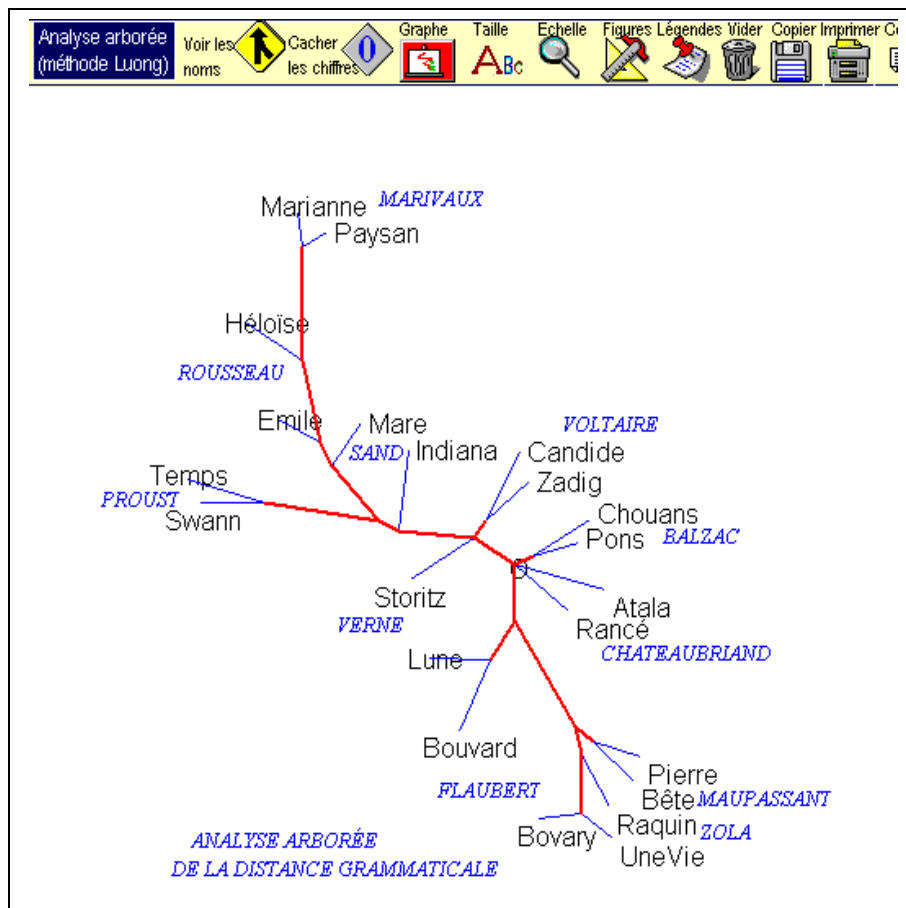 Analyse arborée
(méthode Luong)
Voir les
noms
Cacher
les chiffres
0
Graphe
Taille
ABc
Echelle
Figures
Légendes
Vider
Copier
Imprimer
Marianne
MARIVAUX
Paysan
Héloïse
ROUSSEAU
Emile
Mare
SAND
Indiana
VOLTAIRE
Candide
Zadig
Temps
PROUST
Swann
Chouans
Pons
BALZAC
Storitz
VERNE
Atala
Rancé
CHATEAUBRIAND
Lune
Bouvard
FLAUBERT
Pierre
Bête
MAUPASSANT
Raquin
ZOLA
Bovary
UneVie
ANALYSE ARBORÉE
DE LA DISTANCE GRAMMATICALE